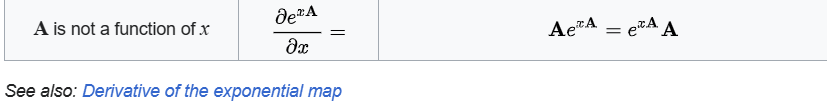 𝐀 is not a function of x  ∂e^{x𝐀}/∂x =  𝐀e^{x𝐀} = e^{x𝐀}𝐀
See also: Derivative of the exponential map